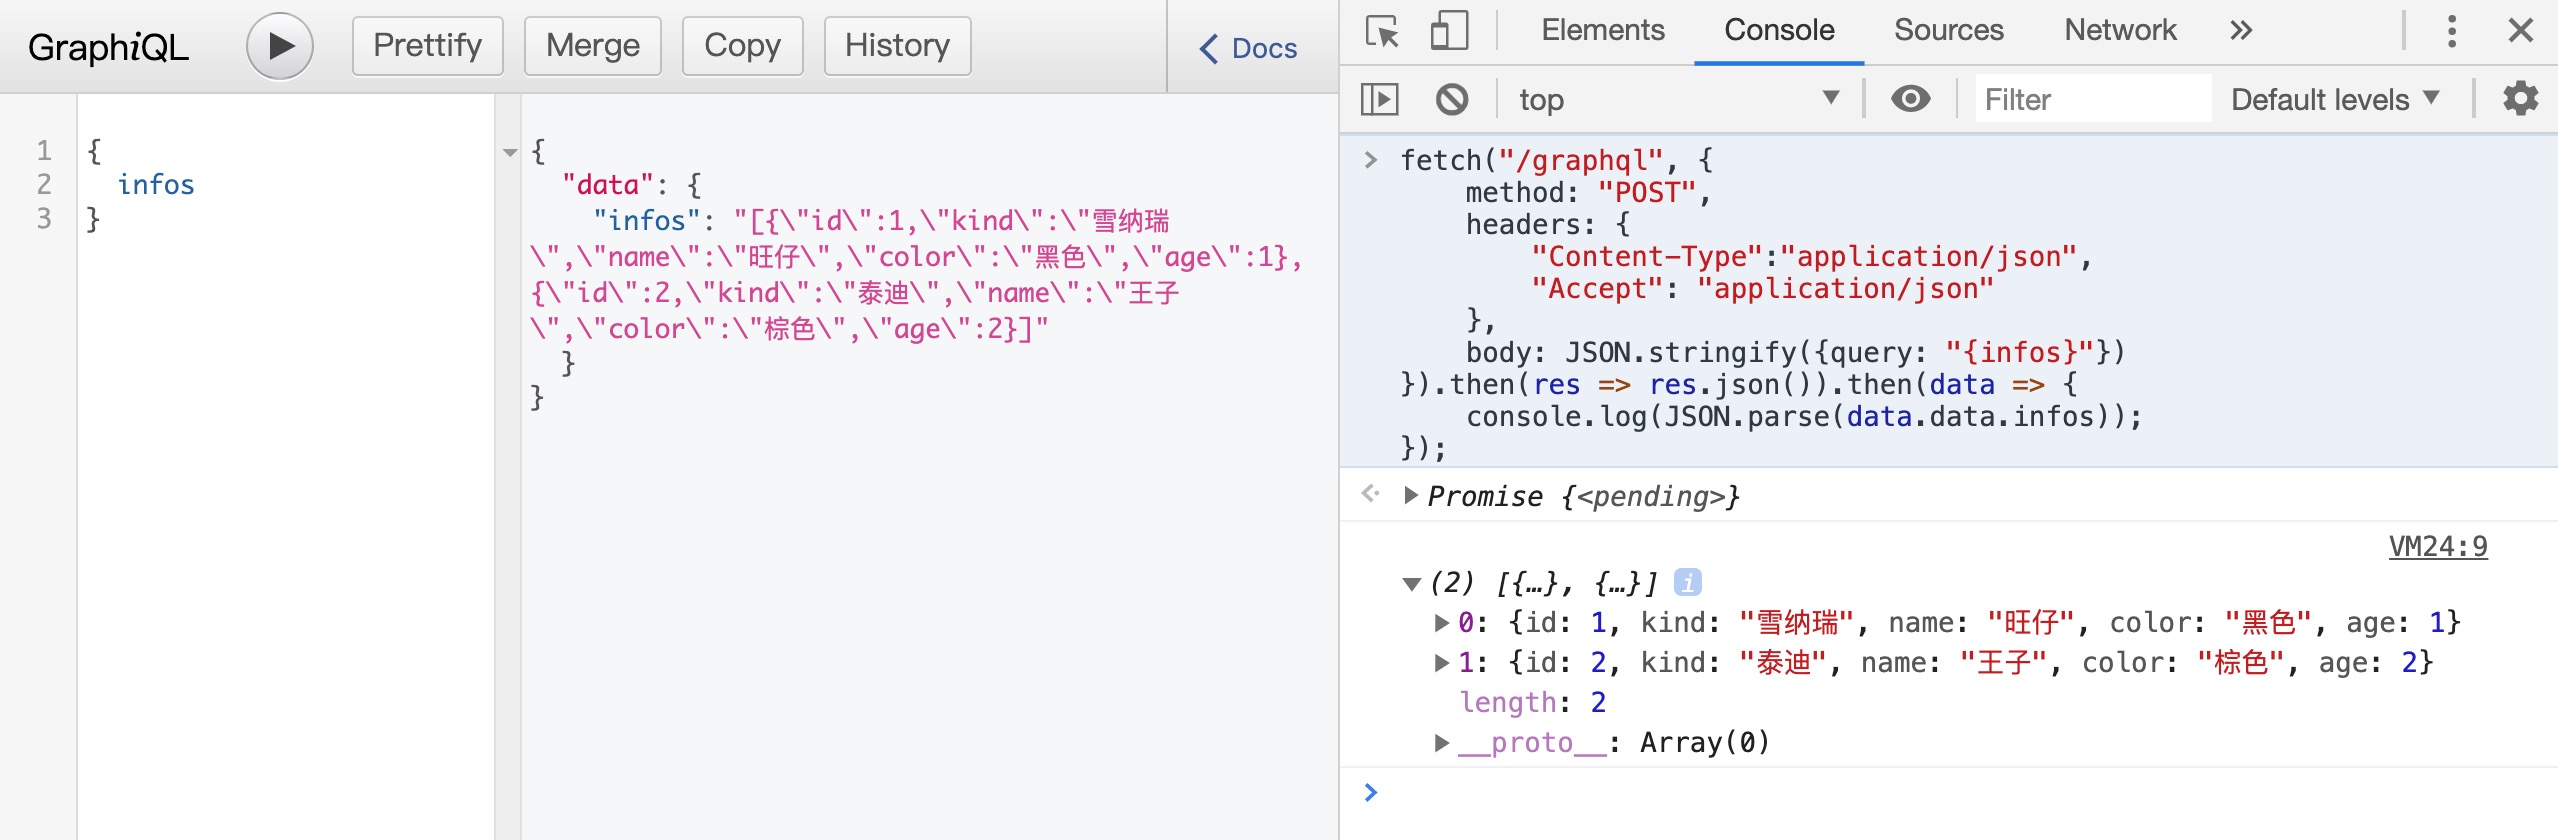 GraphiQL
Prettify
Merge
Copy
History
Docs
1 {
2 infos
3 }
{
"data": {
"infos": "[{\"id\":1,\"kind\":\"雪纳瑞
\",\"name\":\"旺仔\",\"color\":\"黑色\",\"age\":1},
{\"id\":2,\"kind\":\"泰迪\",\"name\":\"王子
\",\"color\":\"棕色\",\"age\":2}]"
}
}
Elements Console Sources Network »
top Filter Default levels
> fetch("/graphql", {
method: "POST",
headers: {
"Content-Type":"application/json",
"Accept": "application/json"
},
body: JSON.stringify({query: "{infos}"})
}).then(res => res.json()).then(data => {
console.log(JSON.parse(data.data.infos));
});
Promise {<pending>}
VM24:9
(2) [{…}, {…}] i
0: {id: 1, kind: "雪纳瑞", name: "旺仔", color: "黑色", age: 1}
1: {id: 2, kind: "泰迪", name: "王子", color: "棕色", age: 2}
length: 2
__proto__: Array(0)
>